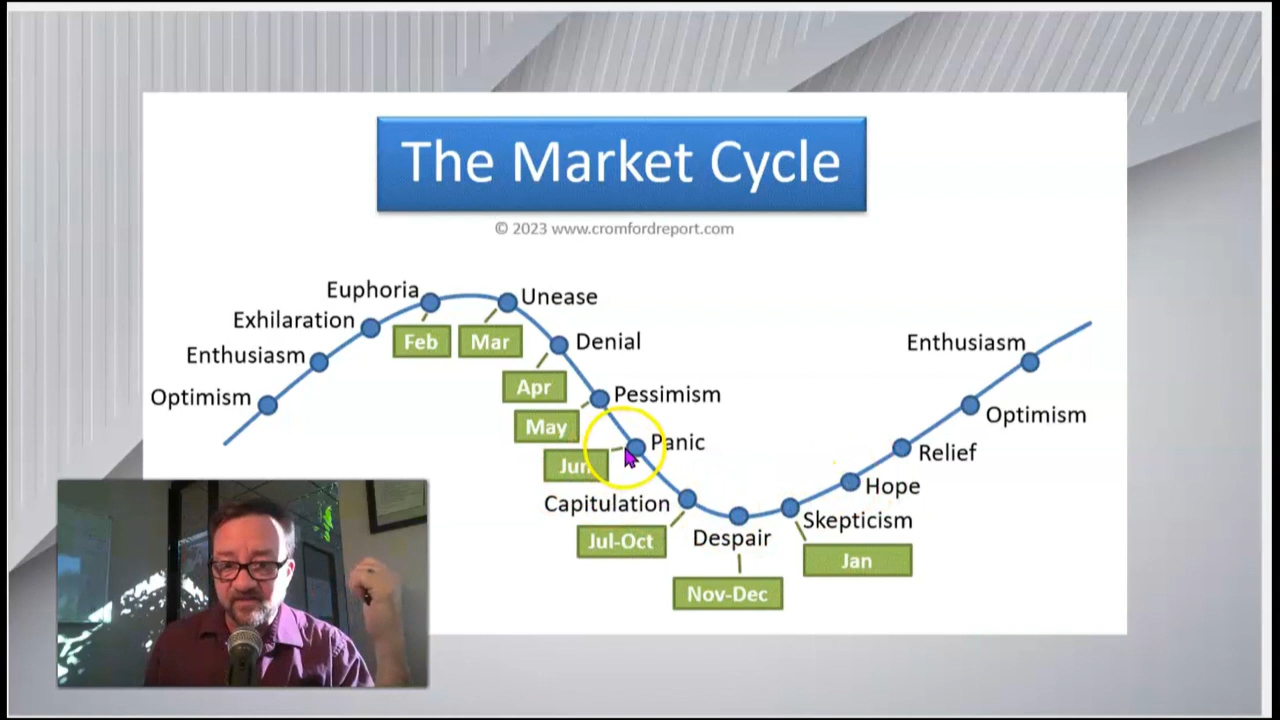 The Market Cycle
© 2023 www.cromfordreport.com
Euphoria
Unease
Exhilaration
Feb
Mar
Denial
Enthusiasm
Enthusiasm
Apr
Optimism
Pessimism
May
Optimism
Panic
Jun
Relief
Capitulation
Hope
Jul-Oct
Despair
Skepticism
Jan
Nov-Dec